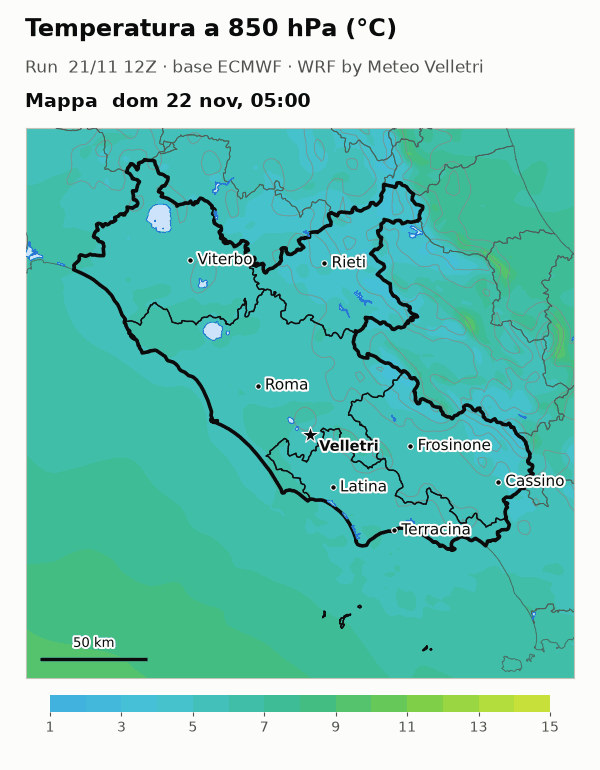 Temperatura a 850 hPa (°C)
Run  21/11 12Z · base ECMWF · WRF by Meteo Velletri
Mappa  dom 22 nov, 05:00
Viterbo
Rieti
Roma
Velletri
Frosinone
Cassino
Latina
Terracina
50 km
1 3 5 7 9 11 13 15